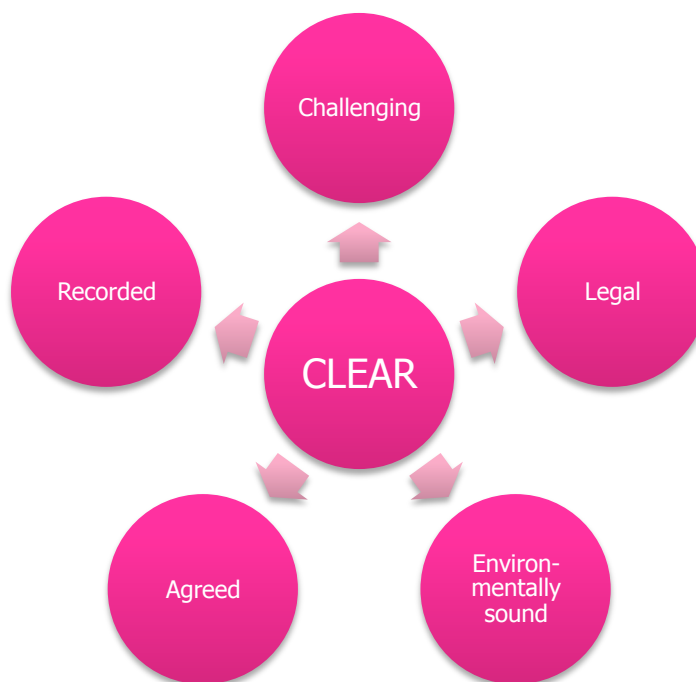 Challenging
Recorded
Legal
CLEAR
Agreed
Environ-
mentally
sound